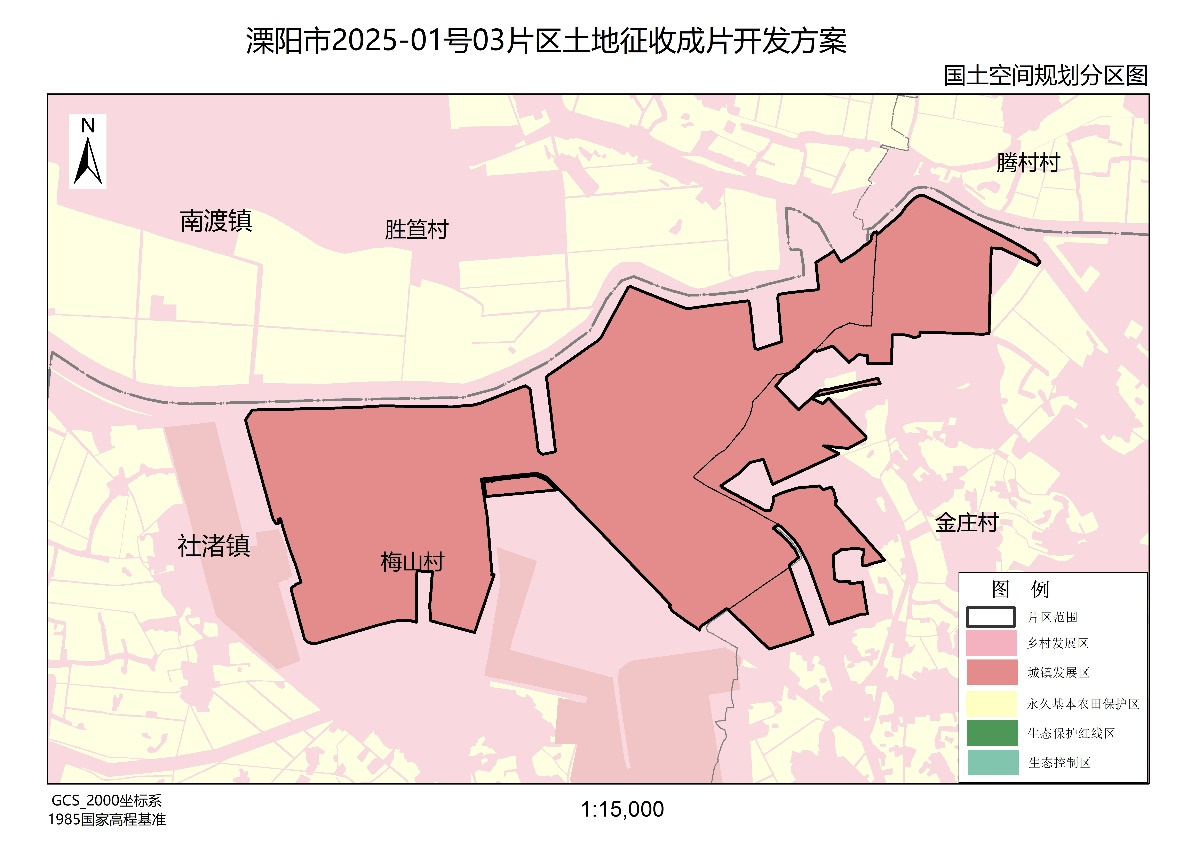 溧阳市2025-01号03片区土地征收成片开发方案
国土空间规划分区图
N
腾村村
南渡镇
胜笪村
金庄村
社渚镇
梅山村
图 例
片区范围
乡村发展区
城镇发展区
永久基本农田保护区
生态保护红线区
生态控制区
GCS_2000坐标系
1985国家高程基准
1:15,000